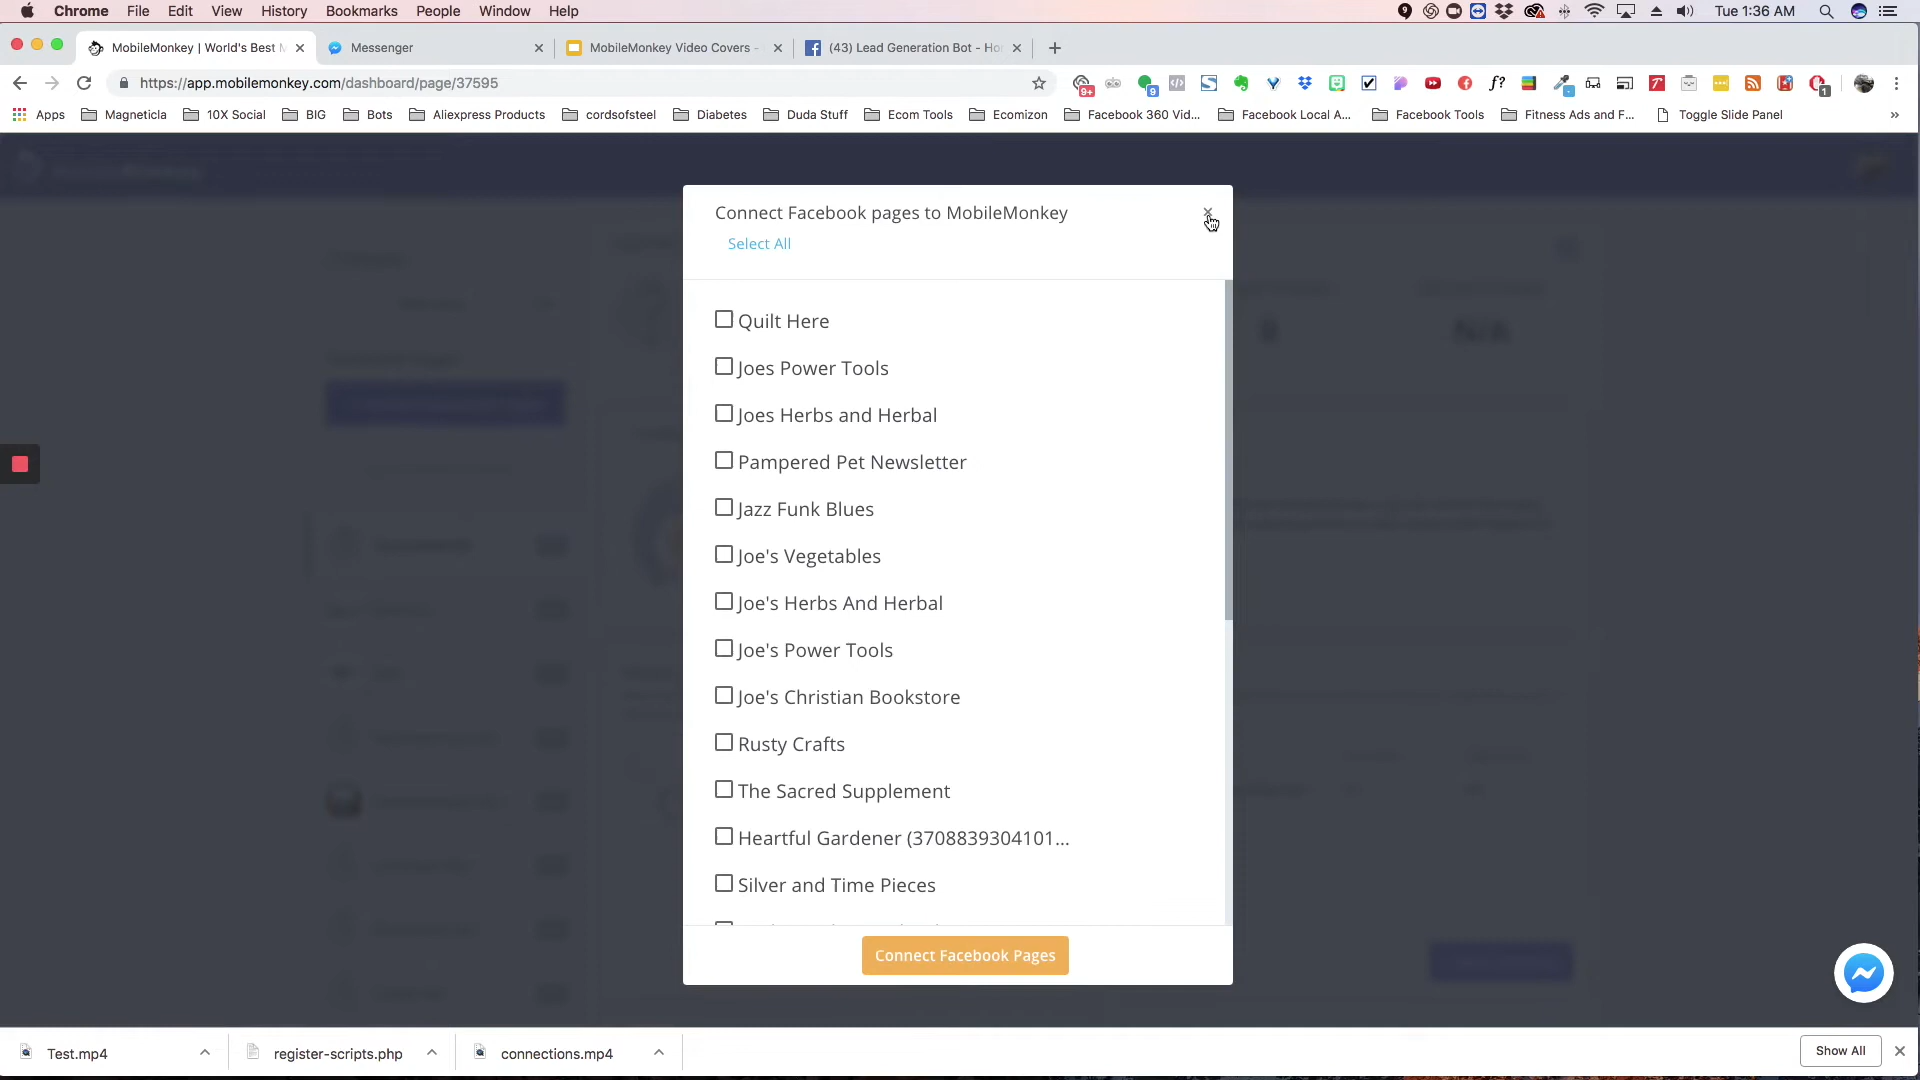 Chrome File Edit View History Bookmarks People Window Help Tue 1:36 AM
MobileMonkey | World's Best M Messenger MobileMonkey Video Covers - (43) Lead Generation Bot - Ho
https://app.mobilemonkey.com/dashboard/page/37595
Apps Magneticla 10X Social BIG Bots Aliexpress Products cordsofsteel Diabetes Duda Stuff Ecom Tools Ecomizon Facebook 360 Vid... Facebook Local A... Facebook Tools Fitness Ads and F... Toggle Slide Panel »
Connect Facebook pages to MobileMonkey
Select All
Quilt Here
Joes Power Tools
Joes Herbs and Herbal
Pampered Pet Newsletter
Jazz Funk Blues
Joe's Vegetables
Joe's Herbs And Herbal
Joe's Power Tools
Joe's Christian Bookstore
Rusty Crafts
The Sacred Supplement
Heartful Gardener (3708839304101...
Silver and Time Pieces
Connect Facebook Pages
Test.mp4 register-scripts.php connections.mp4 Show All